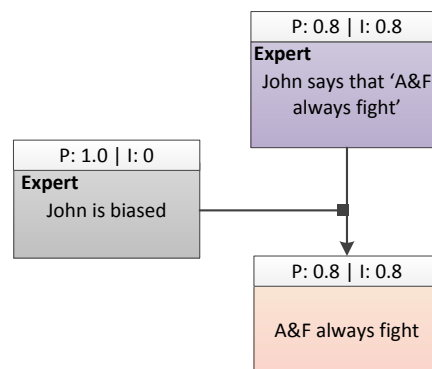 P: 0.8 | I: 0.8
Expert
John says that ‘A&F
always fight’
P: 1.0 | I: 0
Expert
John is biased
P: 0.8 | I: 0.8
A&F always fight